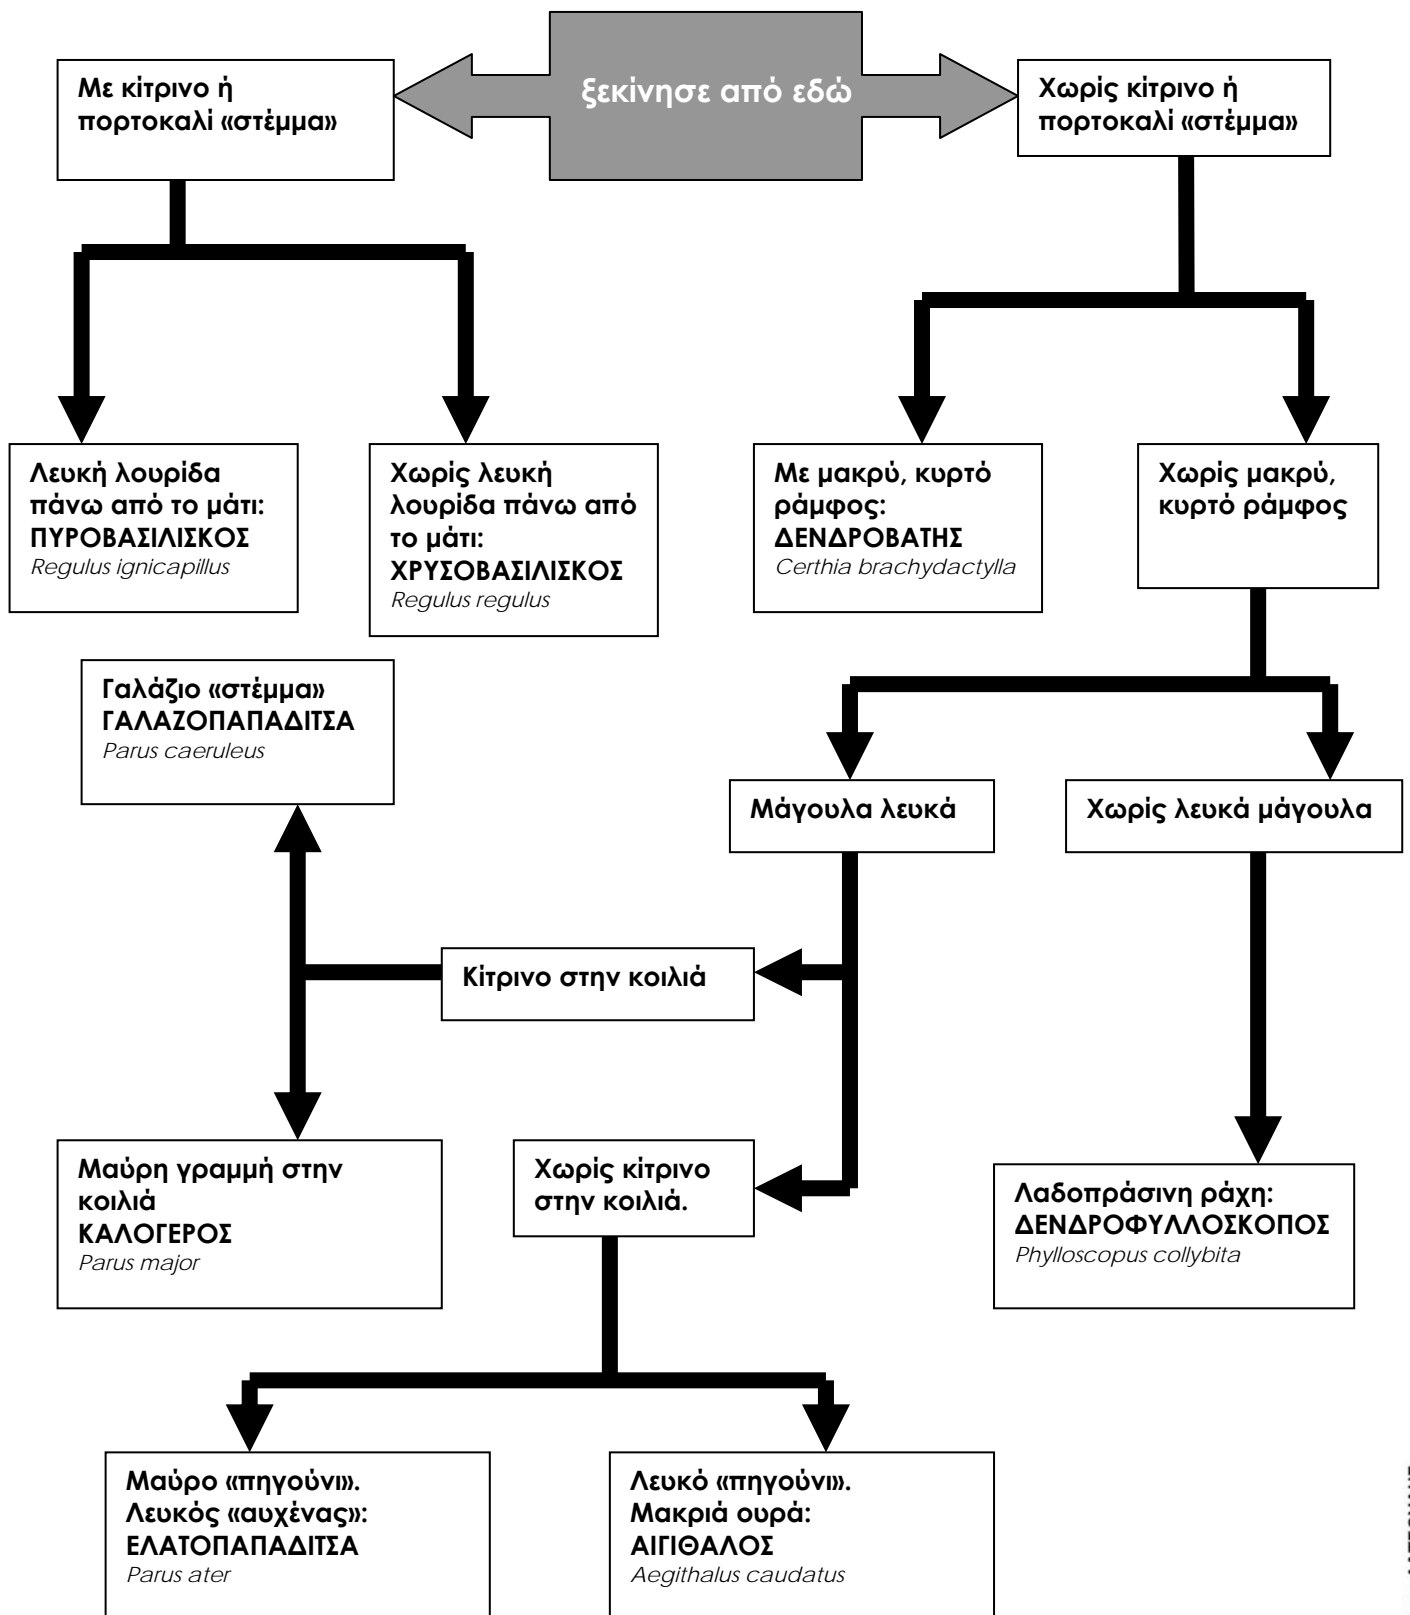 ξεκίνησε από εδώ
Με κίτρινο ή
πορτοκαλί «στέμμα»
Χωρίς κίτρινο ή
πορτοκαλί «στέμμα»
Λευκή λουρίδα
πάνω από το μάτι:
ΠΥΡΟΒΑΣΙΛΙΣΚΟΣ
Regulus ignicapillus
Χωρίς λευκή
λουρίδα πάνω από
το μάτι:
ΧΡΥΣΟΒΑΣΙΛΙΣΚΟΣ
Regulus regulus
Με μακρύ, κυρτό
ράμφος:
ΔΕΝΔΡΟΒΑΤΗΣ
Certhia brachydactylla
Χωρίς μακρύ,
κυρτό ράμφος
Γαλάζιο «στέμμα»
ΓΑΛΑΖΟΠΑΠΑΔΙΤΣΑ
Parus caeruleus
Μάγουλα λευκά
Χωρίς λευκά μάγουλα
Κίτρινο στην κοιλιά
Μαύρη γραμμή στην
κοιλιά
ΚΑΛΟΓΕΡΟΣ
Parus major
Χωρίς κίτρινο
στην κοιλιά.
Λαδοπράσινη ράχη:
ΔΕΝΔΡΟΦΥΛΛΟΣΚΟΠΟΣ
Phylloscopus collybita
Μαύρο «πηγούνι».
Λευκός «αυχένας»:
ΕΛΑΤΟΠΑΠΑΔΙΤΣΑ
Parus ater
Λευκό «πηγούνι».
Μακριά ουρά:
ΑΙΓΙΘΑΛΟΣ
Aegithalus caudatus